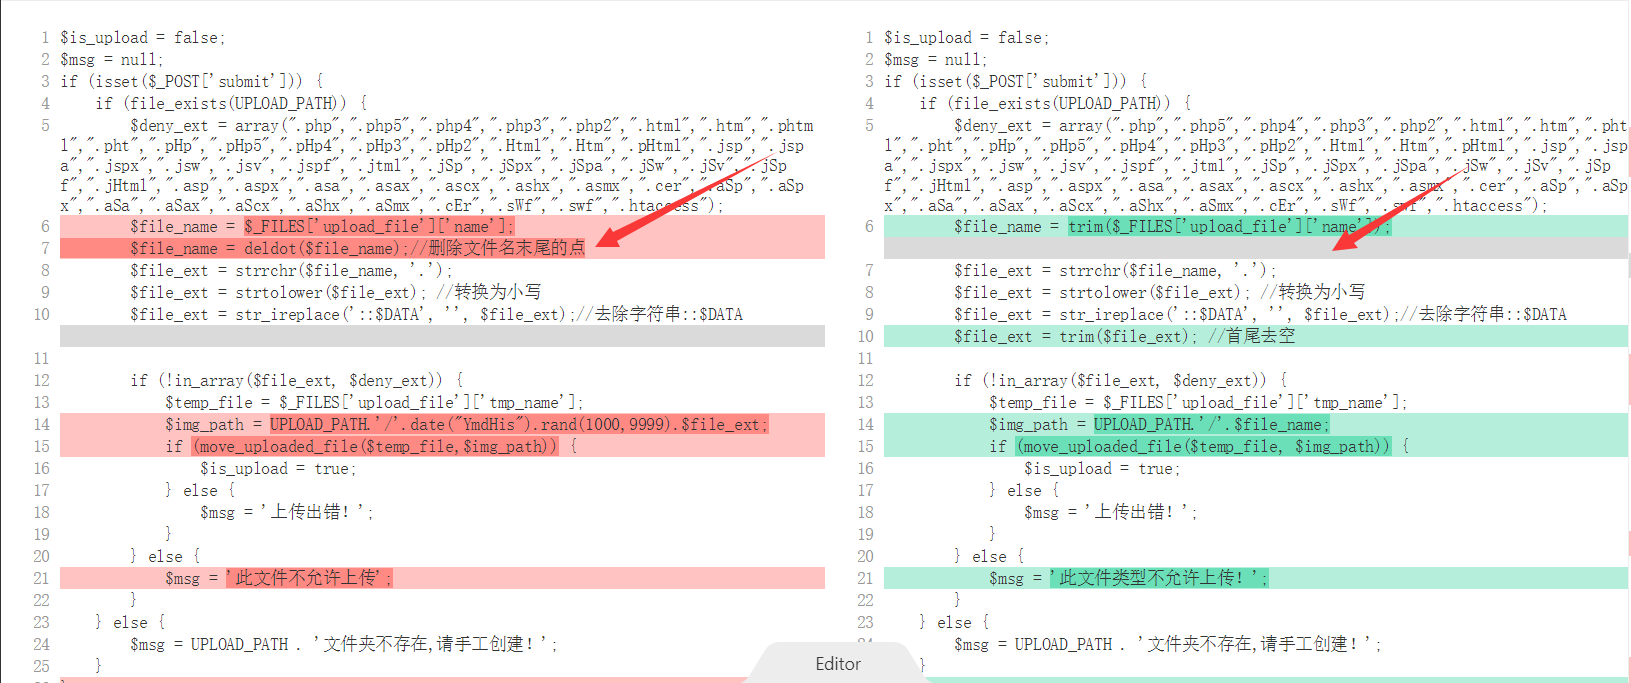 1 $is_upload = false;
2 $msg = null;
3 if (isset($_POST['submit'])) {
4 if (file_exists(UPLOAD_PATH)) {
5 $deny_ext = array(".php",".php5",".php4",".php3",".php2",".html",".htm",".phtm
l",".pht",".pHp",".pHp5",".pHp4",".pHp3",".pHp2",".Html",".Htm",".pHtml",".jsp",".jsp
a",".jspx",".jsw",".jsv",".jspf",".jtml",".jSp",".jSpx",".jSpa",".jSw",".jSv",".jSp
f",".jHtml",".asp",".aspx",".asa",".asax",".ascx",".ashx",".asmx",".cer",".aSp",".aSp
x",".aSa",".aSax",".aScx",".aShx",".aSmx",".cEr",".sWf",".swf",".htaccess");
6 $file_name = $_FILES['upload_file']['name'];
7 $file_name = deldot($file_name);//删除文件名末尾的点
8 $file_ext = strrchr($file_name, '.');
9 $file_ext = strtolower($file_ext); //转换为小写
10 $file_ext = str_ireplace('::$DATA', '', $file_ext);//去除字符串::$DATA
11
12 if (!in_array($file_ext, $deny_ext)) {
13 $temp_file = $_FILES['upload_file']['tmp_name'];
14 $img_path = UPLOAD_PATH.'/'.date("YmdHis").rand(1000,9999).$file_ext;
15 if (move_uploaded_file($temp_file,$img_path)) {
16 $is_upload = true;
17 } else {
18 $msg = '上传出错！';
19 }
20 } else {
21 $msg = '此文件不允许上传';
22 }
23 } else {
24 $msg = UPLOAD_PATH . '文件夹不存在,请手工创建！';
25 }
1 $is_upload = false;
2 $msg = null;
3 if (isset($_POST['submit'])) {
4 if (file_exists(UPLOAD_PATH)) {
5 $deny_ext = array(".php",".php5",".php4",".php3",".php2",".html",".htm",".pht
l",".pht",".pHp",".pHp5",".pHp4",".pHp3",".pHp2",".Html",".Htm",".pHtml",".jsp",".jsp
a",".jspx",".jsw",".jsv",".jspf",".jtml",".jSp",".jSpx",".jSpa",".jSw",".jSv",".jSp
f",".jHtml",".asp",".aspx",".asa",".asax",".ascx",".ashx",".asmx",".cer",".aSp",".aSp
x",".aSa",".aSax",".aScx",".aShx",".aSmx",".cEr",".sWf",".swf",".htaccess");
6 $file_name = trim($_FILES['upload_file']['name']);
7 $file_ext = strrchr($file_name, '.');
8 $file_ext = strtolower($file_ext); //转换为小写
9 $file_ext = str_ireplace('::$DATA', '', $file_ext);//去除字符串::$DATA
10 $file_ext = trim($file_ext); //首尾去空
11
12 if (!in_array($file_ext, $deny_ext)) {
13 $temp_file = $_FILES['upload_file']['tmp_name'];
14 $img_path = UPLOAD_PATH.'/'.$file_name;
15 if (move_uploaded_file($temp_file, $img_path)) {
16 $is_upload = true;
17 } else {
18 $msg = '上传出错！';
19 }
20 } else {
21 $msg = '此文件类型不允许上传！';
22 }
23 } else {
$msg = UPLOAD_PATH . '文件夹不存在,请手工创建！';
}
Editor